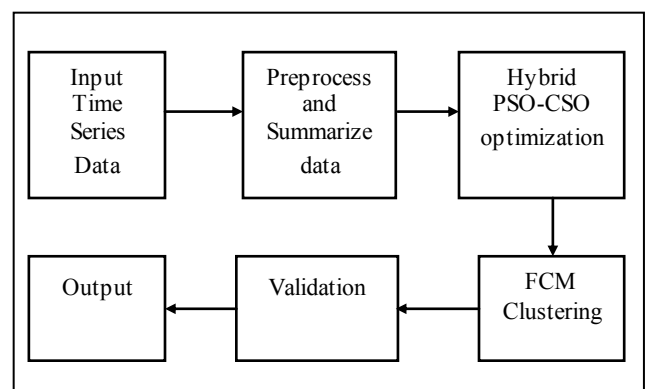 Input
Time
Series
Data
Preprocess
and
Summarize
data
Hybrid
PSO-CSO
optimization
Output
Validation
FCM
Clustering